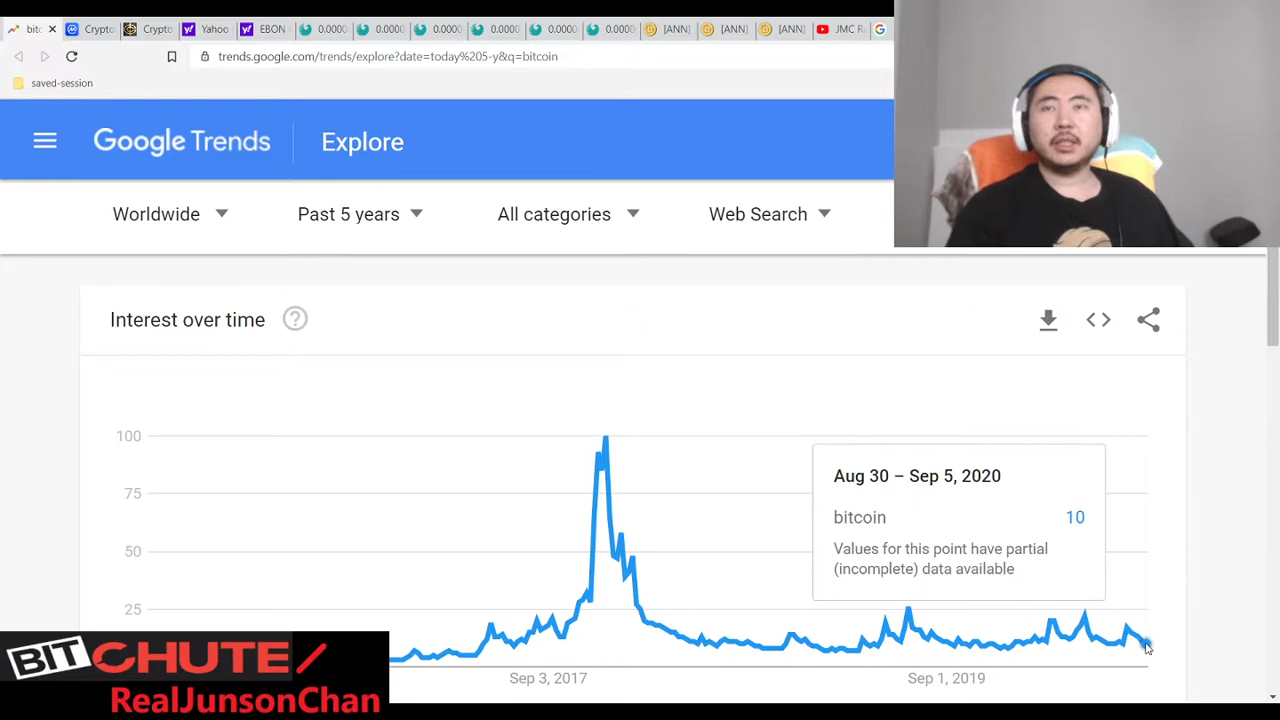 bitc
Crypto
Crypto
Yahoo
EBON
0.0000
0.0000
0.0000
0.0000
0.0000
0.0000
[ANN]
[ANN]
[ANN]
JMC R
trends.google.com/trends/explore?date=today%205-y&q=bitcoin
saved-session
Google Trends
Explore
Worldwide
Past 5 years
All categories
Web Search
Interest over time
?
100
75
50
25
Aug 30 – Sep 5, 2020
bitcoin 10
Values for this point have partial
(incomplete) data available
Sep 3, 2017
Sep 1, 2019
BITCHUTE/
RealJunsonChan